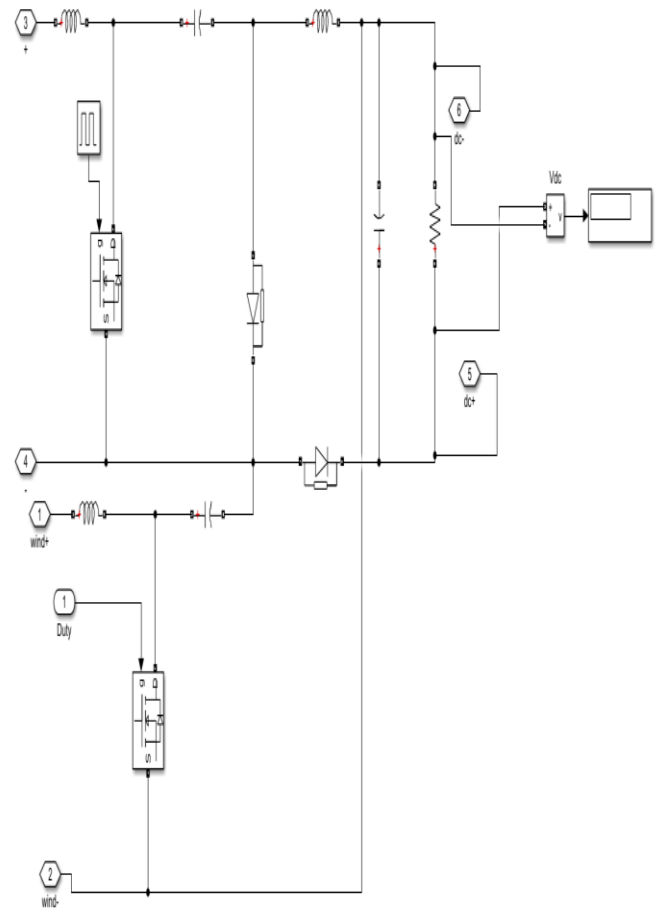 3
+
6
dc-
Vdc
+
-
v
g
D
S
5
dc+
4
-
1
wind+
1
Duty
g
D
S
2
wind-